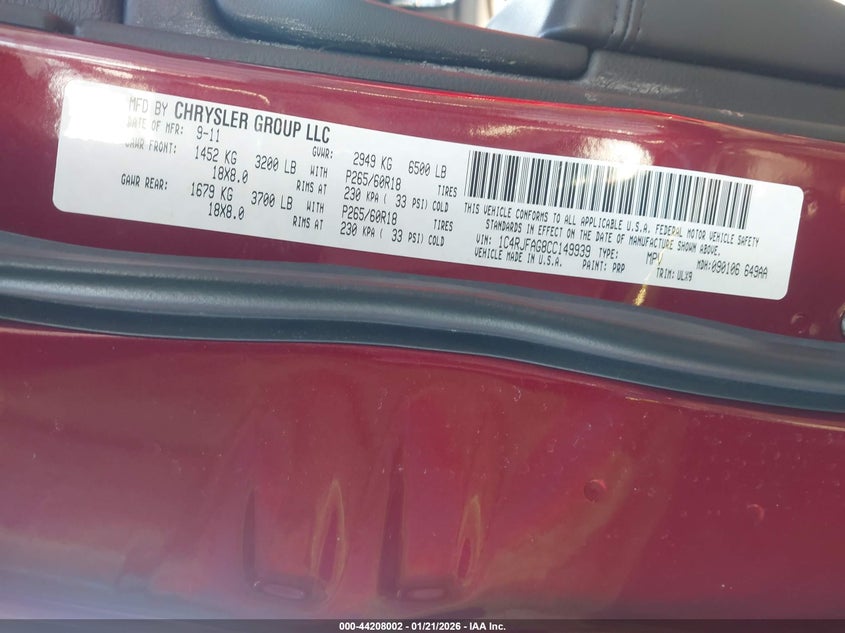 MFD BY CHRYSLER GROUP LLC
DATE OF MFR: 9-11 GVWR: 2949 KG 6500 LB
GAWR FRONT: 1452 KG 3200 LB WITH P265/60R18 TIRES
18X8.0 RIMS AT 230 KPA ( 33 PSI) COLD
GAWR REAR: 1679 KG 3700 LB WITH P265/60R18 TIRES
18X8.0 RIMS AT 230 KPA ( 33 PSI) COLD
THIS VEHICLE CONFORMS TO ALL APPLICABLE U.S.A. FEDERAL MOTOR VEHICLE SAFETY
STANDARDS IN EFFECT ON THE DATE OF MANUFACTURE SHOWN ABOVE.
VIN: 1C4RJFAG8CC149939 TYPE: MPV MDH: 090106 649AA
VEHICLE MADE IN U.S.A. PAINT: PRP TRIM: ULX9
000-44208002 - 01/21/2026 - IAA Inc.